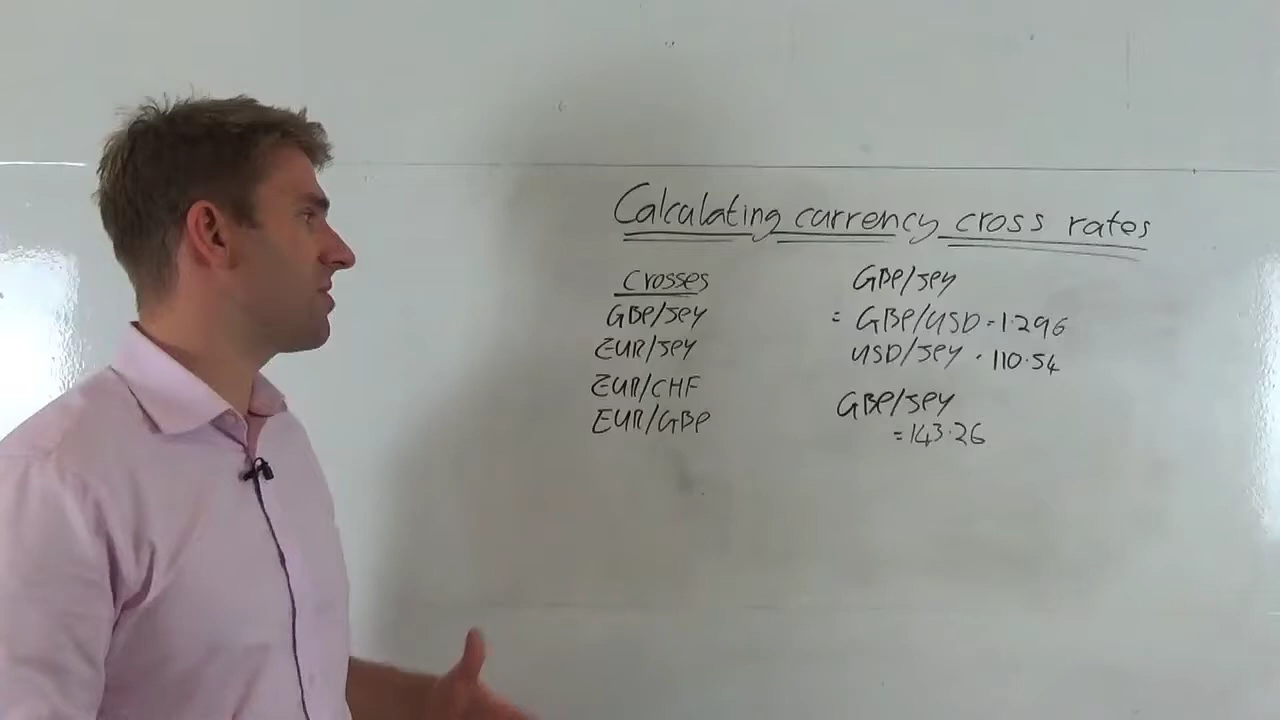 Calculating currency cross rates
Crosses
GBP/JPY
EUR/JPY
EUR/CHF
EUR/GBP
GBP/JPY
= GBP/USD = 1.296
USD/JPY = 110.54
GBP/JPY
= 143.26